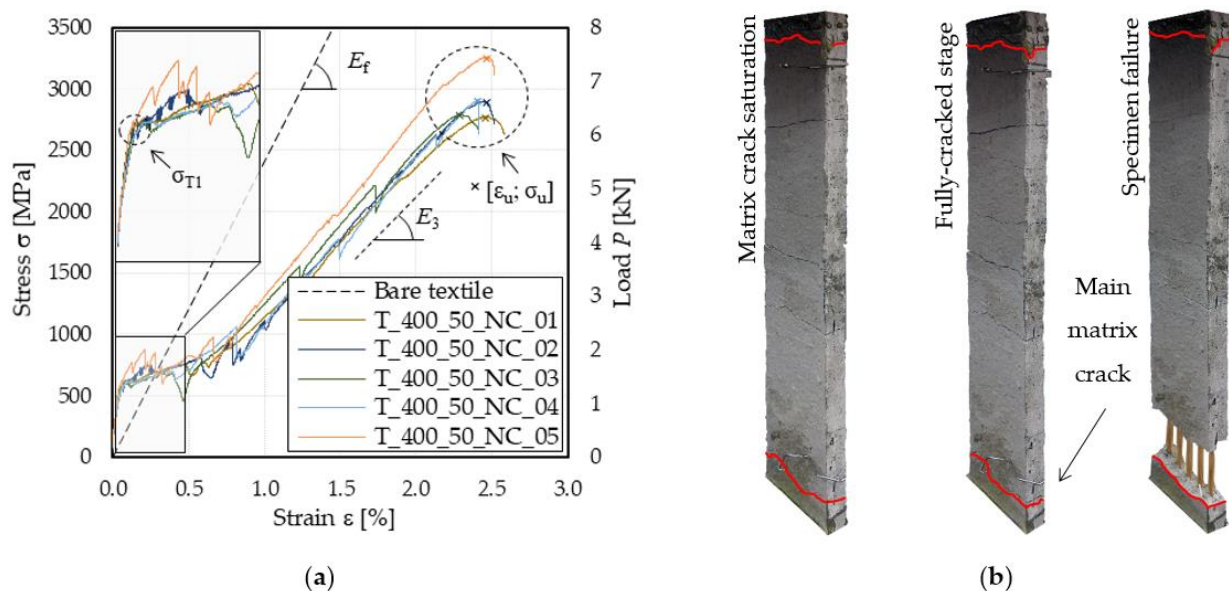 3500
3000
2500
2000
1500
1000
500
0
Stress σ [MPa]
8
7
6
5
4
3
2
1
0
Load P [kN]
0.0 0.5 1.0 1.5 2.0 2.5 3.0
Strain ε [%]
σT1
Ef
E3
× [εu; σu]
Bare textile
T_400_50_NC_01
T_400_50_NC_02
T_400_50_NC_03
T_400_50_NC_04
T_400_50_NC_05
(a)
Matrix crack saturation
Fully-cracked stage
Specimen failure
Main
matrix
crack
(b)